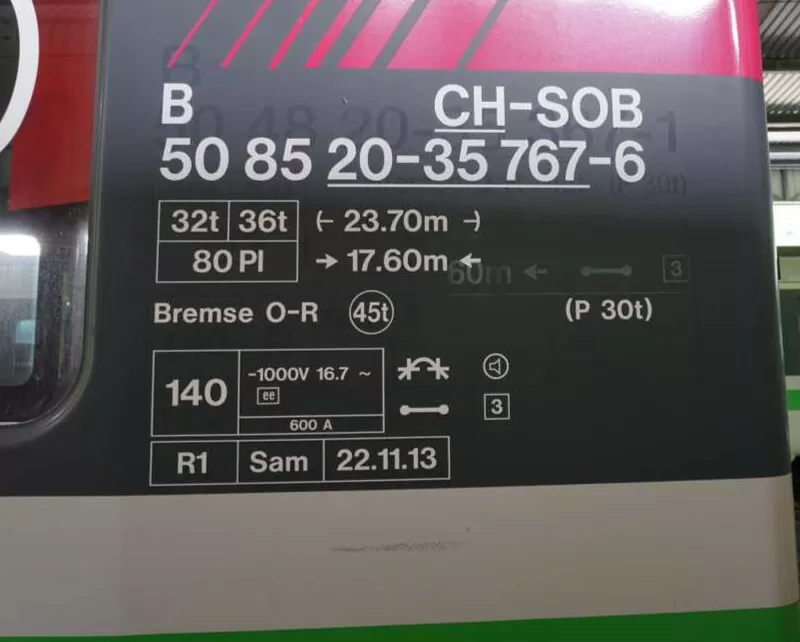 B CH-SOB
50 85 20-35 767-6
32t 36t (- 23.70m -)
80 Pl → 17.60m ←
Bremse O-R 45t (P 30t)
140 ~1000V 16.7 ~
ee
600 A
3
R1 Sam 22.11.13